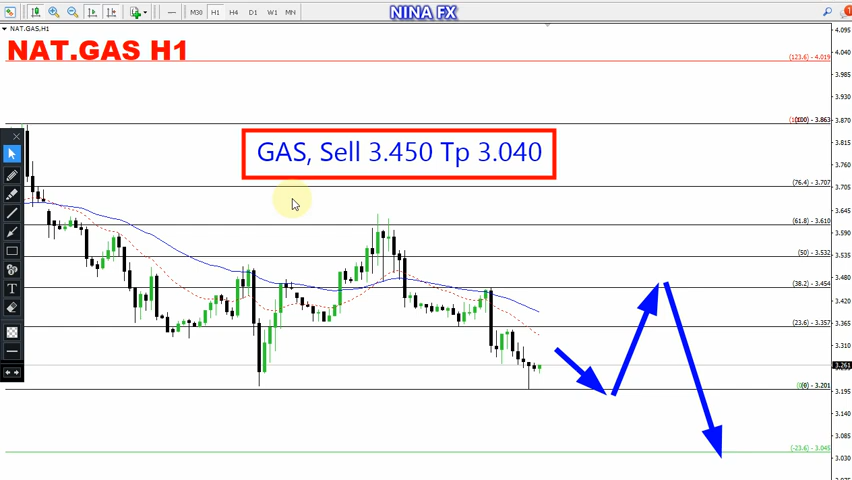 M30 H1 H4 D1 W1 MN
NINA FX
NAT.GAS,H1
NAT.GAS H1
GAS, Sell 3.450 Tp 3.040
(123.6) - 4.019
(100) - 3.863
(76.4) - 3.707
(61.8) - 3.610
(50) - 3.532
(38.2) - 3.454
(23.6) - 3.357
(0) - 3.201
(-23.6) - 3.045
4.095
4.040
3.985
3.930
3.870
3.815
3.760
3.705
3.645
3.590
3.535
3.480
3.420
3.365
3.310
3.261
3.195
3.140
3.085
3.030
T